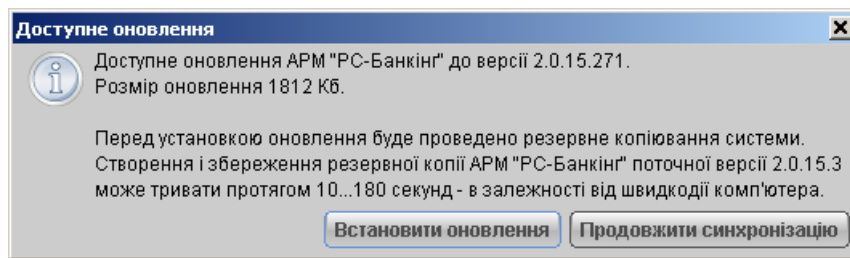 Доступне оновлення
Доступне оновлення АРМ "РС-Банкінґ" до версії 2.0.15.271.
Розмір оновлення 1812 Кб.
Перед установкою оновлення буде проведено резервне копіювання системи.
Створення і збереження резервної копії АРМ "РС-Банкінґ" поточної версії 2.0.15.3
може тривати протягом 10...180 секунд - в залежності від швидкодії комп'ютера.
Встановити оновлення Продовжити синхронізацію